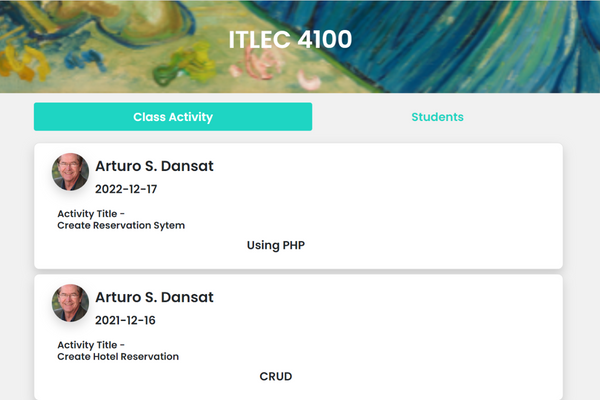 ITLEC 4100
Class Activity
Students
Arturo S. Dansat
2022-12-17
Activity Title -
Create Reservation Sytem
Using PHP
Arturo S. Dansat
2021-12-16
Activity Title -
Create Hotel Reservation
CRUD